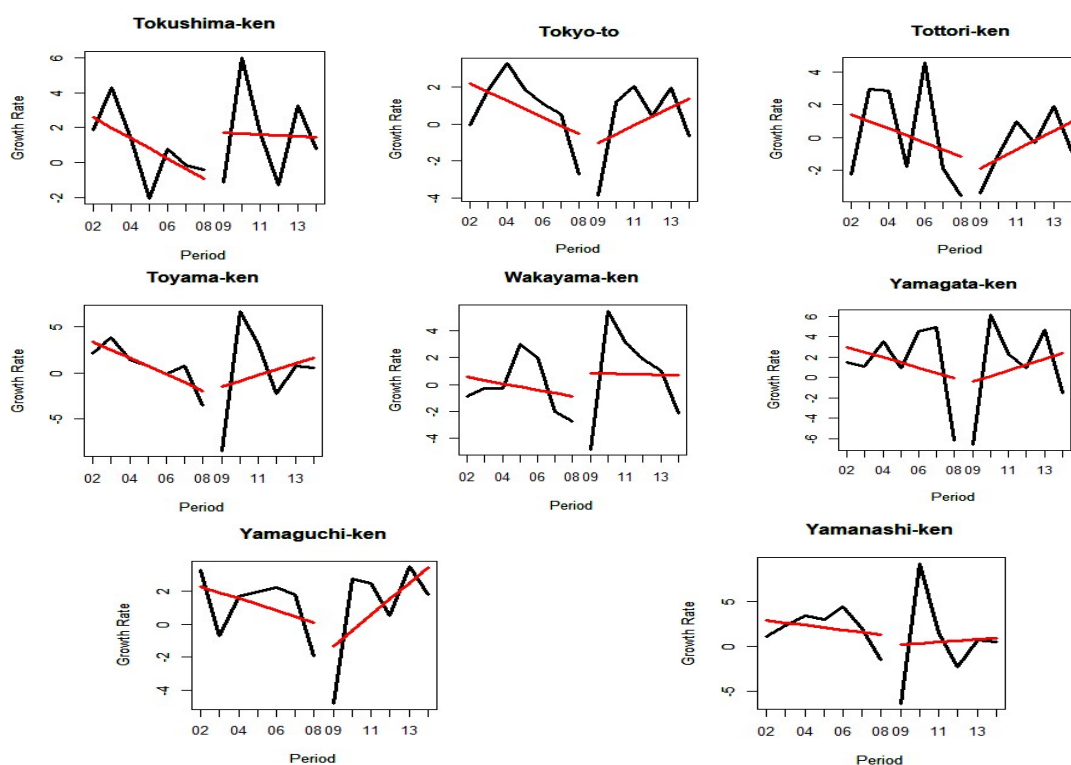 Tokushima-ken
Growth Rate
6
4
2
0
-2
02 04 06 08 09 11 13
Period
Tokyo-to
Growth Rate
2
0
-2
-4
02 04 06 08 09 11 13
Period
Tottori-ken
Growth Rate
4
2
0
-2
02 04 06 08 09 11 13
Period
Toyama-ken
Growth Rate
5
0
-5
02 04 06 08 09 11 13
Period
Wakayama-ken
Growth Rate
4
2
0
-2
-4
02 04 06 08 09 11 13
Period
Yamagata-ken
Growth Rate
6
4
2
0
-2
-4
-6
02 04 06 08 09 11 13
Period
Yamaguchi-ken
Growth Rate
2
0
-2
-4
02 04 06 08 09 11 13
Period
Yamanashi-ken
Growth Rate
5
0
-5
02 04 06 08 09 11 13
Period